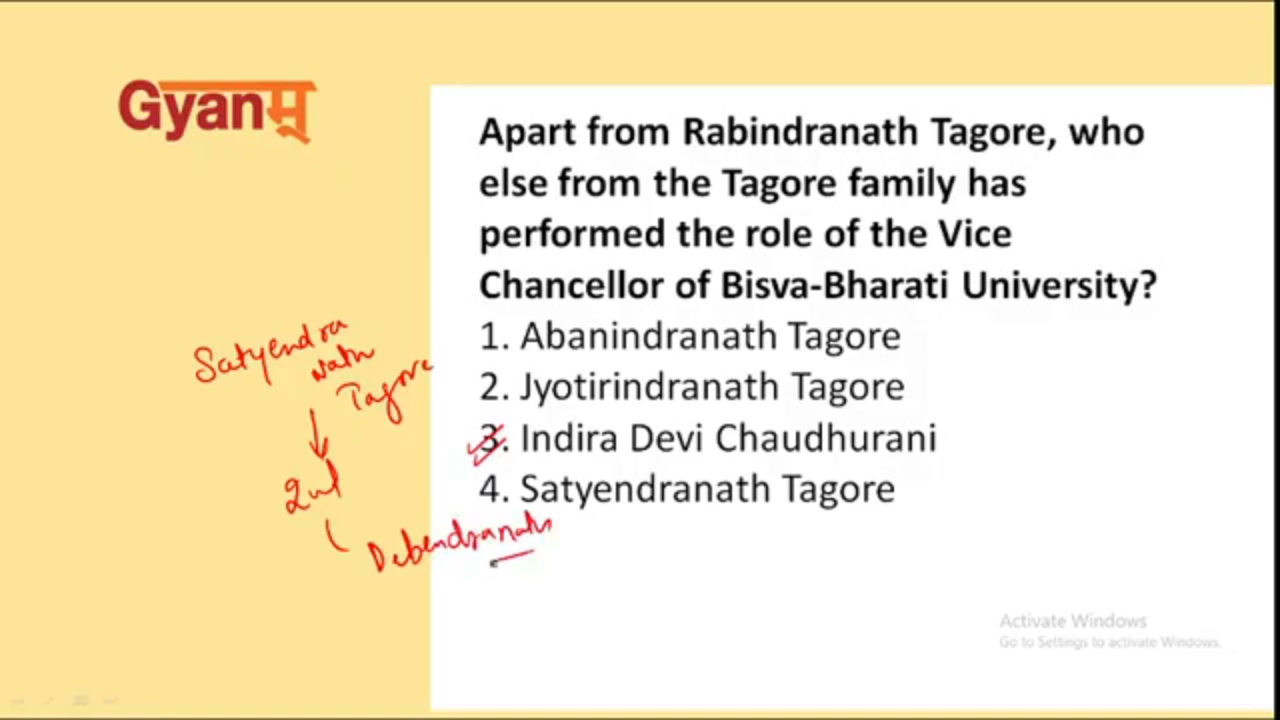 Gyanम्
Apart from Rabindranath Tagore, who
else from the Tagore family has
performed the role of the Vice
Chancellor of Bisva-Bharati University?
1. Abanindranath Tagore
2. Jyotirindranath Tagore
3. Indira Devi Chaudhurani
4. Satyendranath Tagore
Satyendra
nath
Tagore
2nd
Debendranath
Activate Windows
Go to Settings to activate Windows.